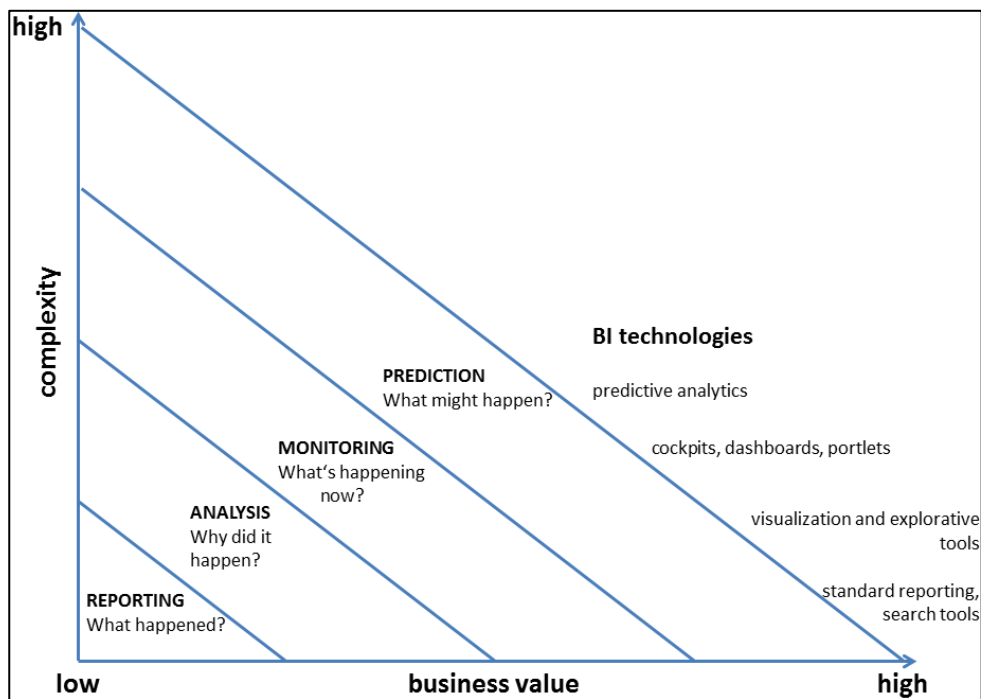 high
complexity
BI technologies
PREDICTION
What might happen?
predictive analytics
MONITORING
What‘s happening
now?
cockpits, dashboards, portlets
ANALYSIS
Why did it
happen?
visualization and explorative
tools
REPORTING
What happened?
standard reporting,
search tools
low
business value
high